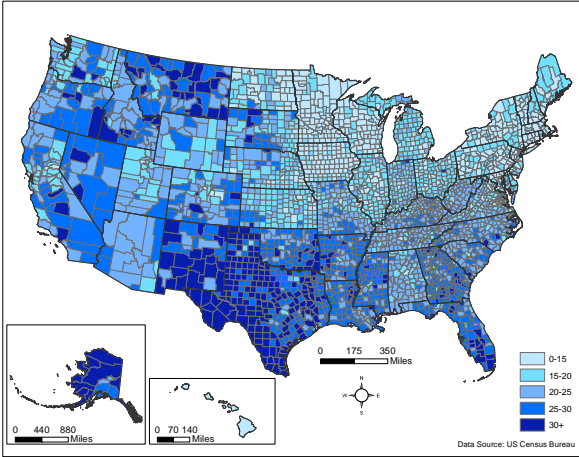 0 175 350
Miles
N
W E
S
0-15
15-20
20-25
25-30
30+
0 440 880
Miles
0 70 140
Miles
Data Source: US Census Bureau